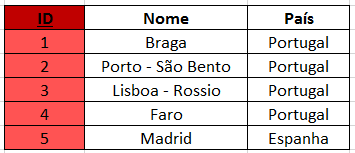 ID Nome País
1 Braga Portugal
2 Porto - São Bento Portugal
3 Lisboa - Rossio Portugal
4 Faro Portugal
5 Madrid Espanha